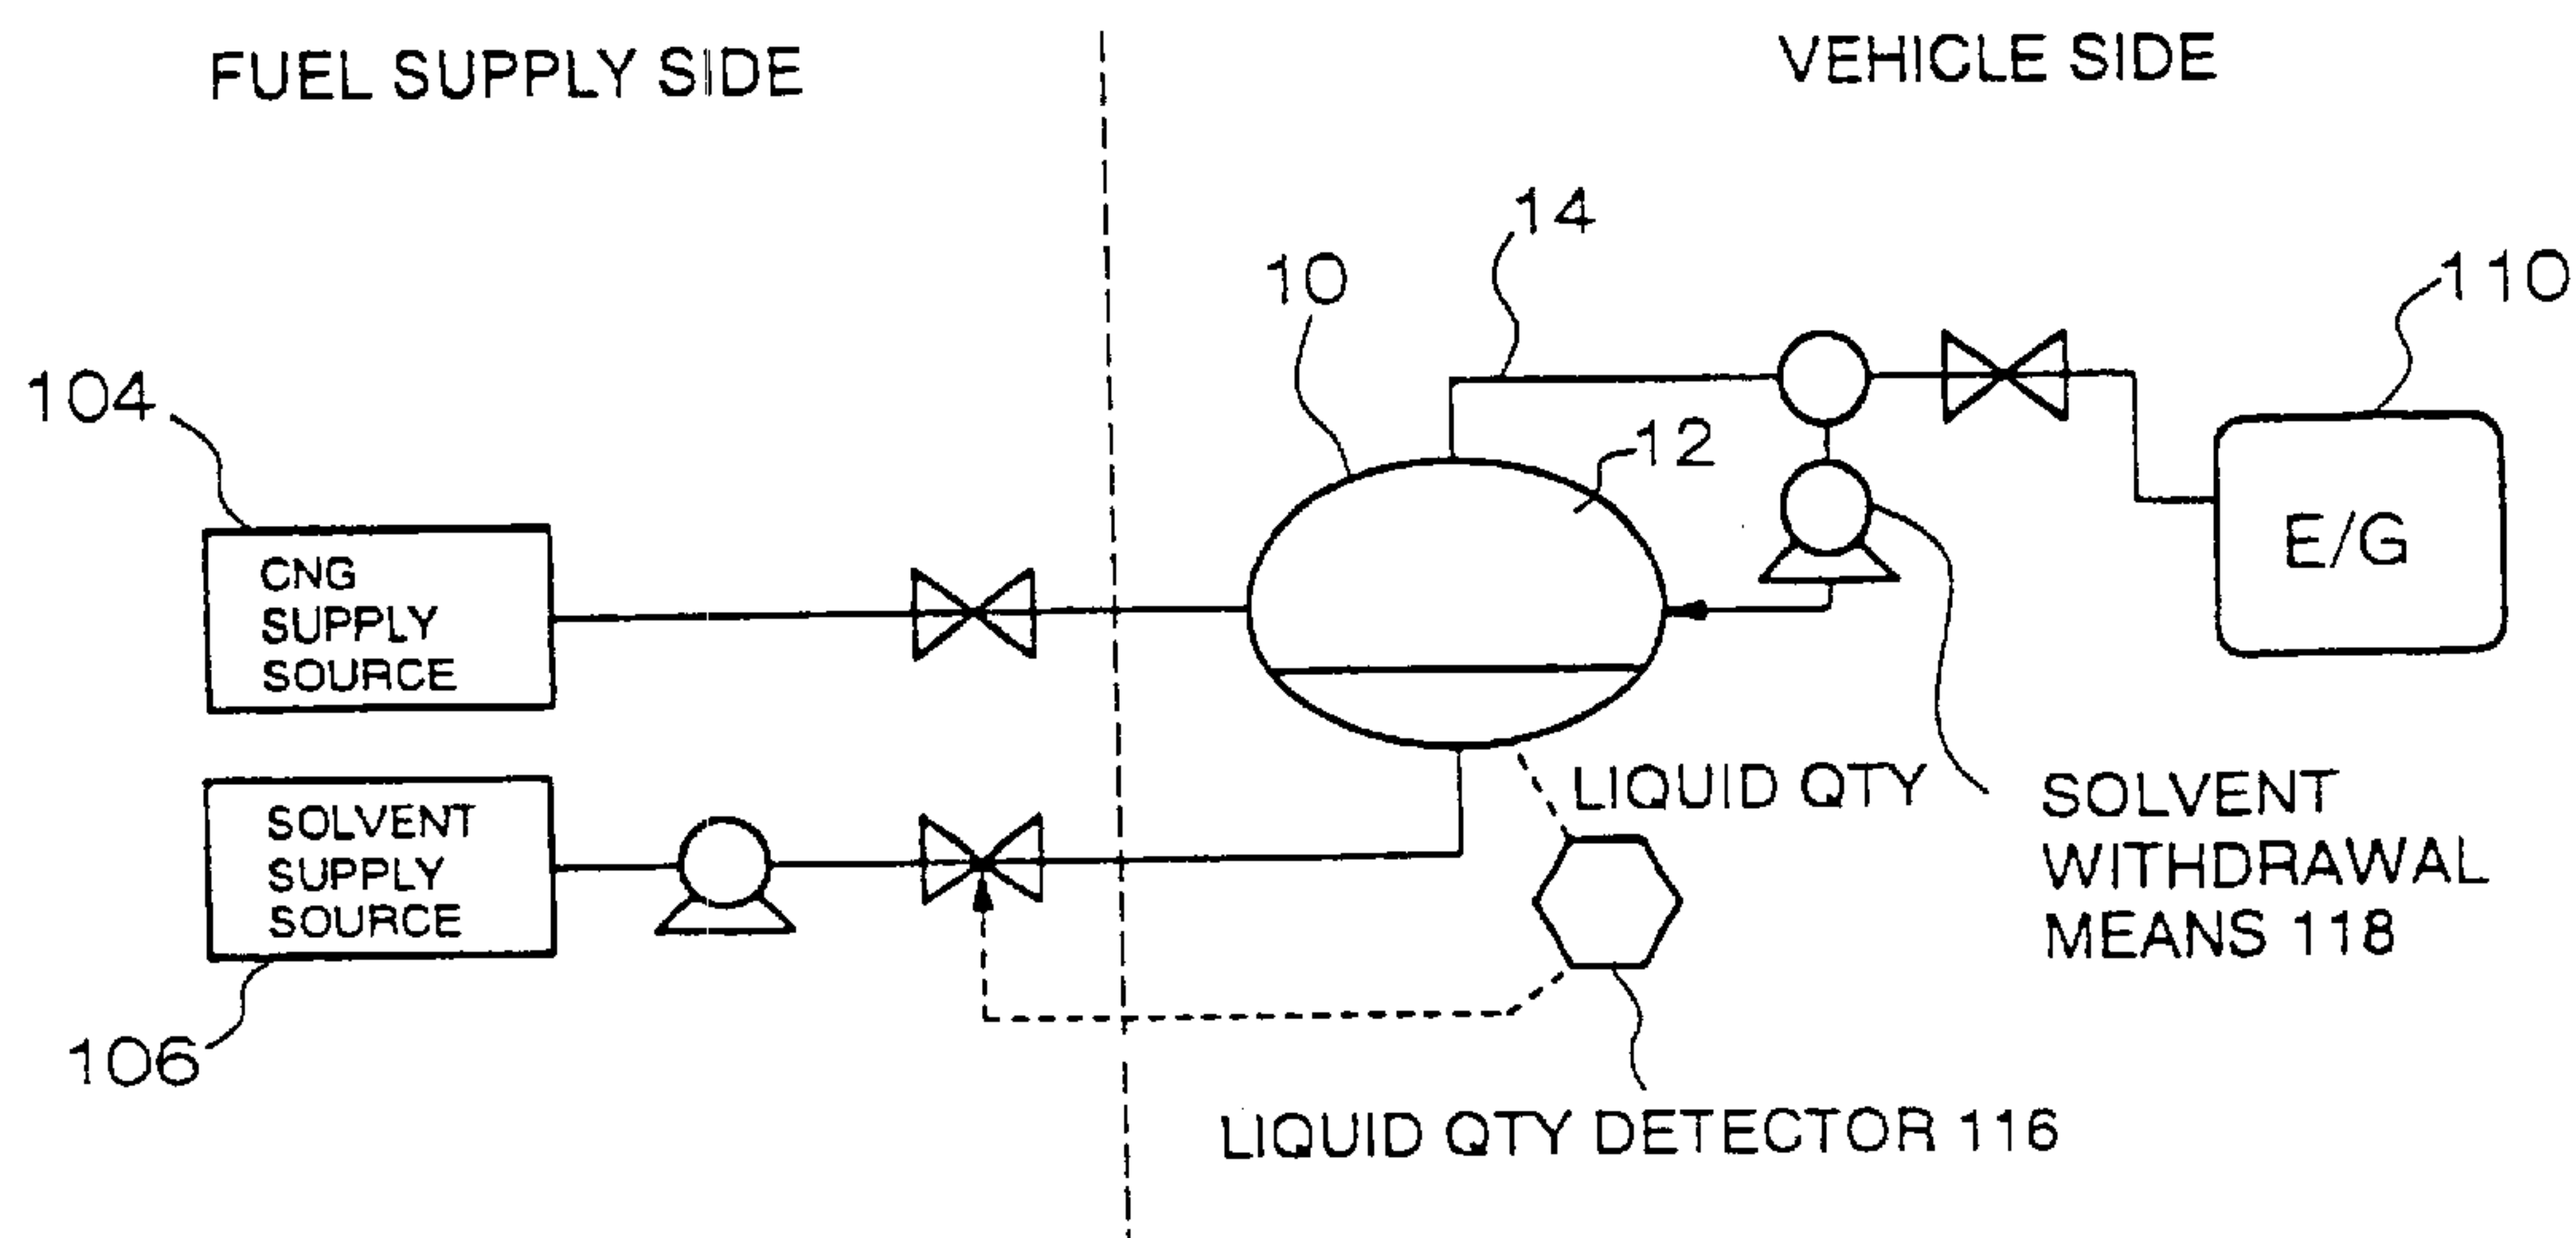 FUEL SUPPLY SIDE
VEHICLE SIDE
14
10
110
104
12
CNG
SUPPLY
SOURCE
E/G
SOLVENT
SUPPLY
SOURCE
LIQUID QTY
SOLVENT
WITHDRAWAL
MEANS 118
106
LIQUID QTY DETECTOR 116